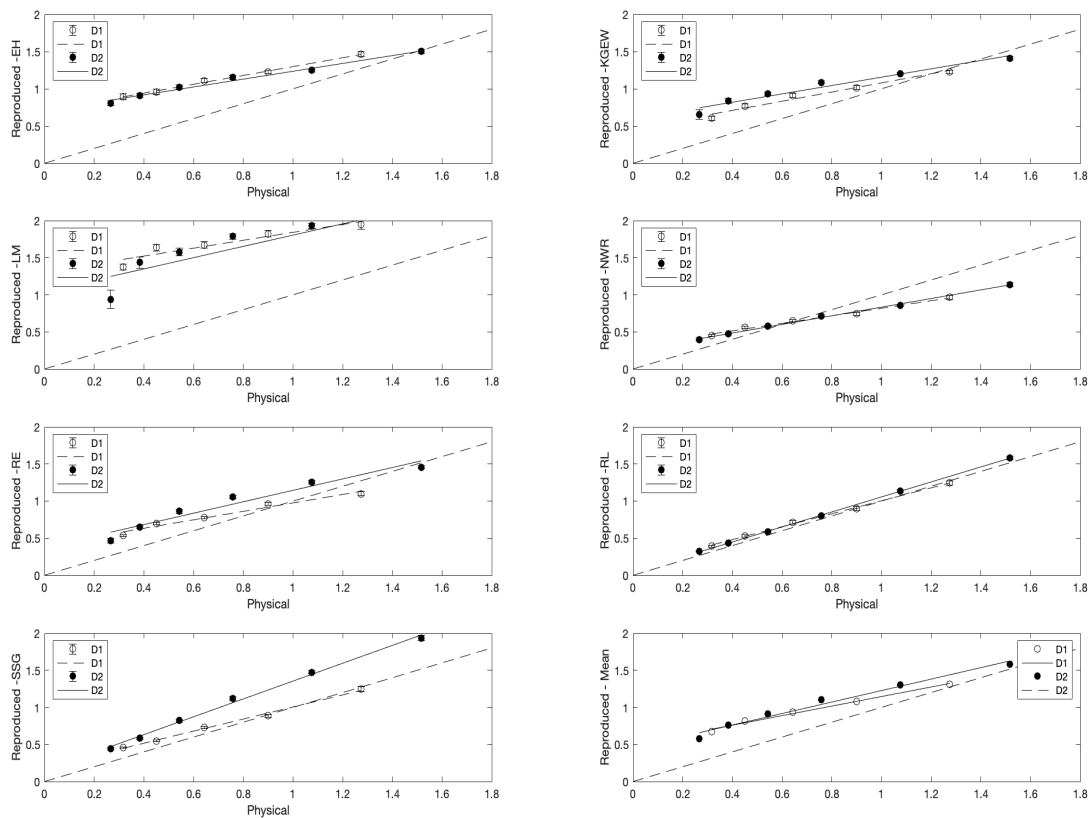 2
1.5
1
0.5
0
Reproduced -EH
D1
D1
D2
D2
0 0.2 0.4 0.6 0.8 1 1.2 1.4 1.6 1.8
Physical
2
1.5
1
0.5
0
Reproduced -KGEW
D1
D1
D2
D2
0 0.2 0.4 0.6 0.8 1 1.2 1.4 1.6 1.8
Physical
2
1.5
1
0.5
0
Reproduced -LM
D1
D1
D2
D2
0 0.2 0.4 0.6 0.8 1 1.2 1.4 1.6 1.8
Physical
2
1.5
1
0.5
0
Reproduced -NWR
D1
D1
D2
D2
0 0.2 0.4 0.6 0.8 1 1.2 1.4 1.6 1.8
Physical
2
1.5
1
0.5
0
Reproduced -RE
D1
D1
D2
D2
0 0.2 0.4 0.6 0.8 1 1.2 1.4 1.6 1.8
Physical
2
1.5
1
0.5
0
Reproduced -RL
D1
D1
D2
D2
0 0.2 0.4 0.6 0.8 1 1.2 1.4 1.6 1.8
Physical
2
1.5
1
0.5
0
Reproduced -SSG
D1
D1
D2
D2
0 0.2 0.4 0.6 0.8 1 1.2 1.4 1.6 1.8
Physical
2
1.5
1
0.5
0
Reproduced - Mean
D1
D1
D2
D2
0 0.2 0.4 0.6 0.8 1 1.2 1.4 1.6 1.8
Physical